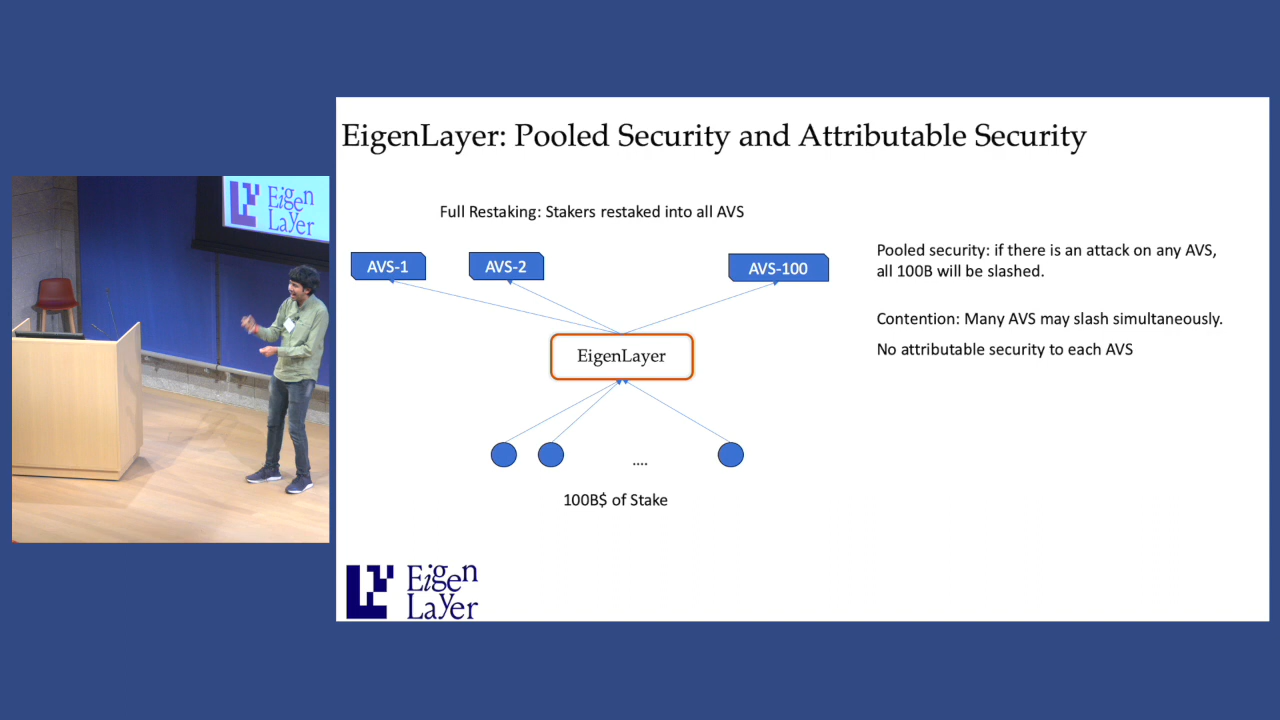 Eigen
Layer
EigenLayer: Pooled Security and Attributable Security
Full Restaking: Stakers restaked into all AVS
AVS-1
AVS-2
AVS-100
EigenLayer
....
100B$ of Stake
Pooled security: if there is an attack on any AVS,
all 100B will be slashed.
Contention: Many AVS may slash simultaneously.
No attributable security to each AVS
Eigen
Layer